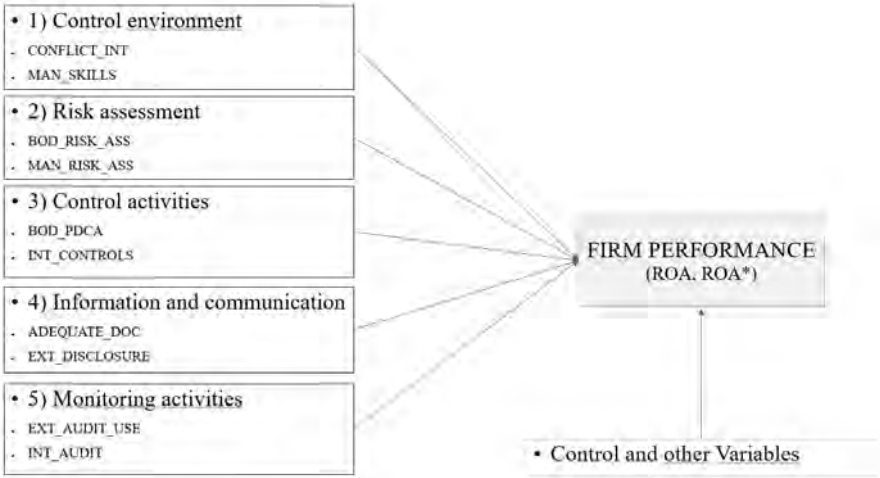 • 1) Control environment
- CONFLICT_INT
- MAN_SKILLS
• 2) Risk assessment
- BOD_RISK_ASS
- MAN_RISK_ASS
• 3) Control activities
- BOD_PDCA
- INT_CONTROLS
• 4) Information and communication
- ADEQUATE_DOC
- EXT_DISCLOSURE
• 5) Monitoring activities
- EXT_AUDIT_USE
- INT_AUDIT
FIRM PERFORMANCE
(ROA, ROA*)
• Control and other Variables